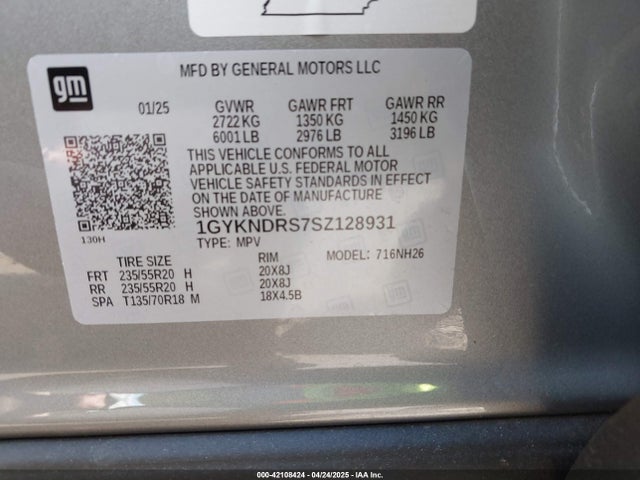 gm
MFD BY GENERAL MOTORS LLC
01/25 GVWR GAWR FRT GAWR RR
2722 KG 1350 KG 1450 KG
6001 LB 2976 LB 3196 LB
THIS VEHICLE CONFORMS TO ALL
APPLICABLE U.S. FEDERAL MOTOR
VEHICLE SAFETY STANDARDS IN EFFECT
ON THE DATE OF MANUFACTURE
SHOWN ABOVE.
130H
1GYKNDRS7SZ128931
TYPE: MPV MODEL: 716NH26
TIRE SIZE RIM
FRT 235/55R20 H 20X8J
RR 235/55R20 H 20X8J
SPA T135/70R18 M 18X4.5B
000-42108424 · 04/24/2025 · IAA Inc.